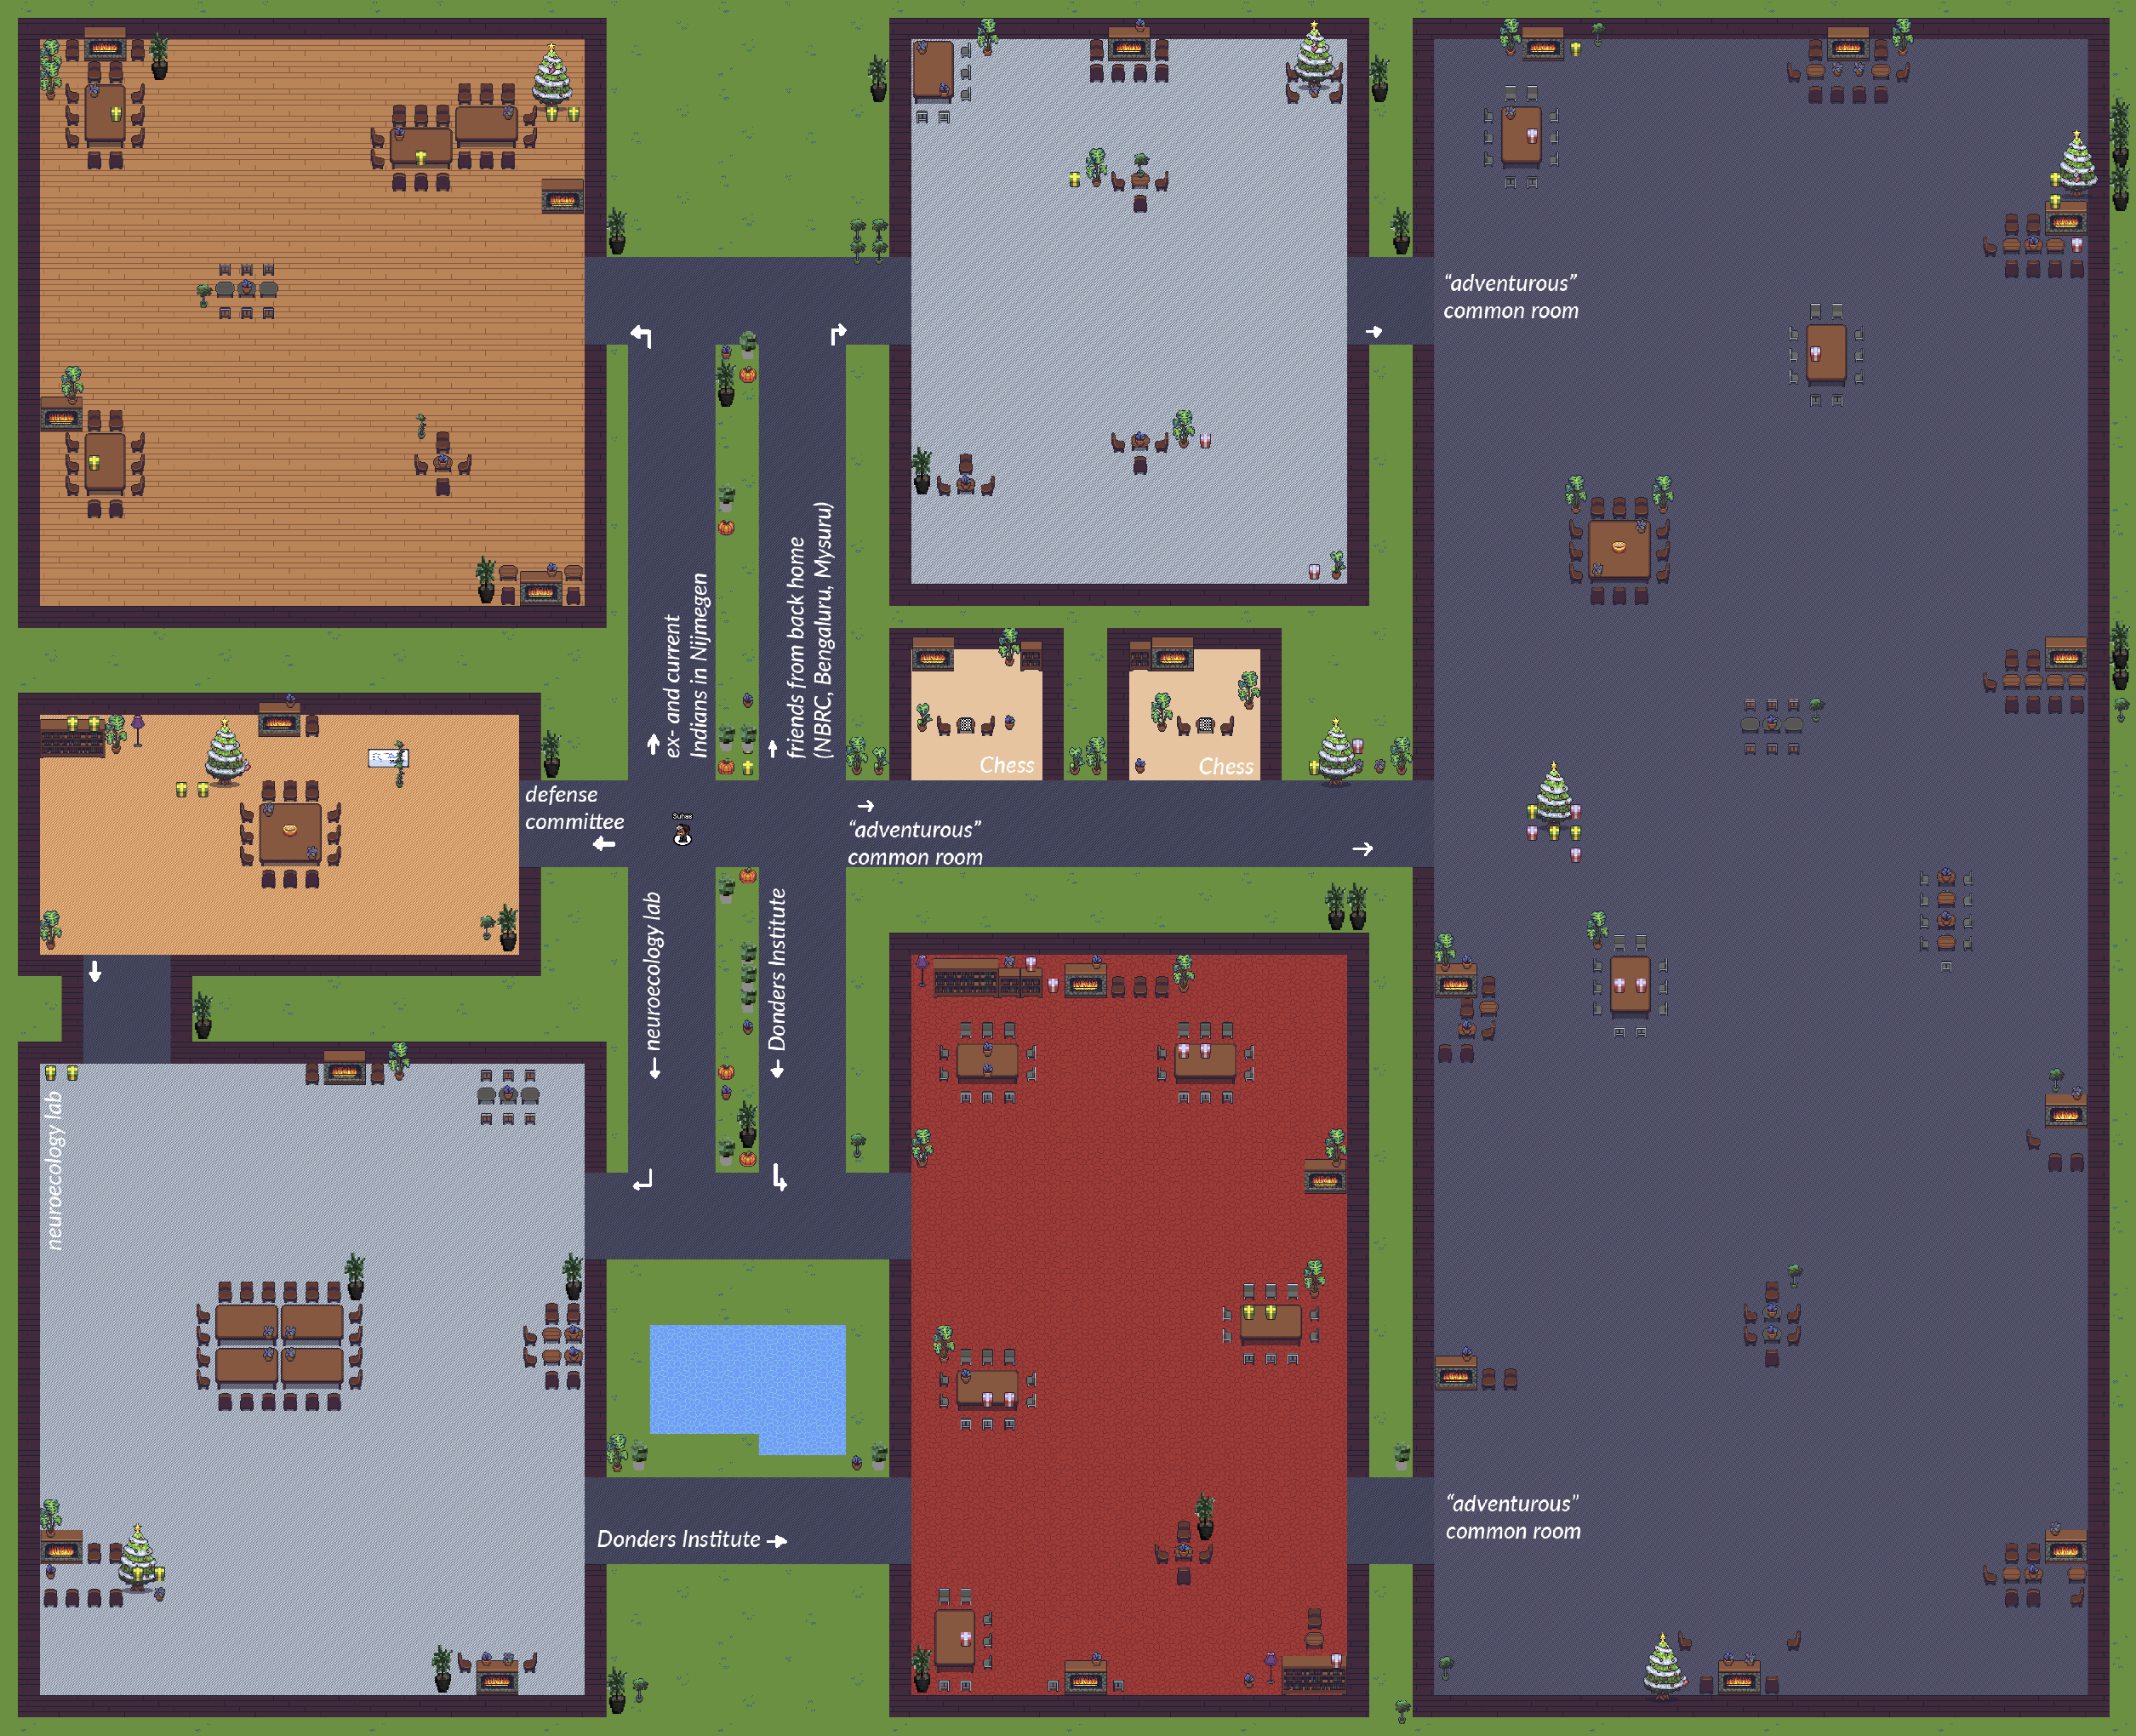 “adventurous”
common room
ex- and current
Indians in Nijmegen
friends from back home
(NBRC, Bengaluru, Mysuru)
Chess
Chess
defense
committee
Suhas
“adventurous”
common room
neuroecology lab
Donders Institute
neuroecology lab
“adventurous”
common room
Donders Institute